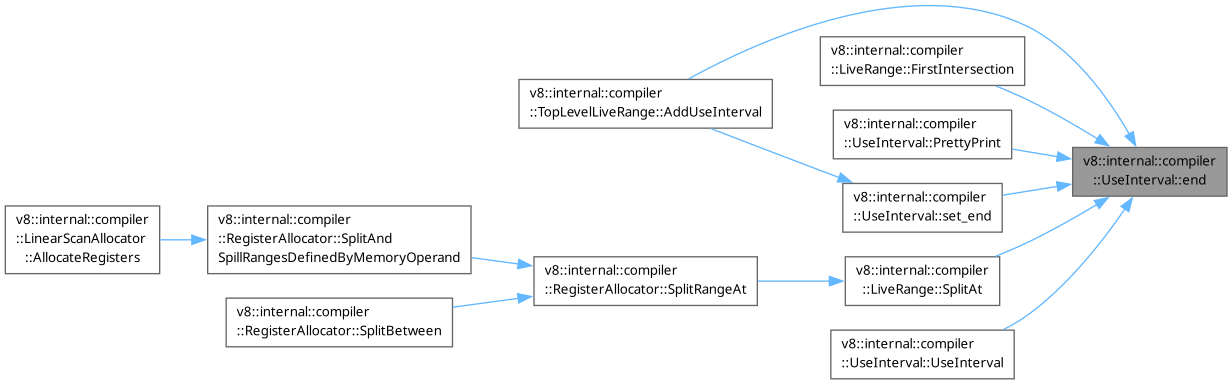 v8::internal::compiler
::LinearScanAllocator
::AllocateRegisters
v8::internal::compiler
::RegisterAllocator::SplitAnd
SpillRangesDefinedByMemoryOperand
v8::internal::compiler
::RegisterAllocator::SplitBetween
v8::internal::compiler
::TopLevelLiveRange::AddUseInterval
v8::internal::compiler
::RegisterAllocator::SplitRangeAt
v8::internal::compiler
::LiveRange::FirstIntersection
v8::internal::compiler
::UseInterval::PrettyPrint
v8::internal::compiler
::UseInterval::set_end
v8::internal::compiler
::LiveRange::SplitAt
v8::internal::compiler
::UseInterval::UseInterval
v8::internal::compiler
::UseInterval::end